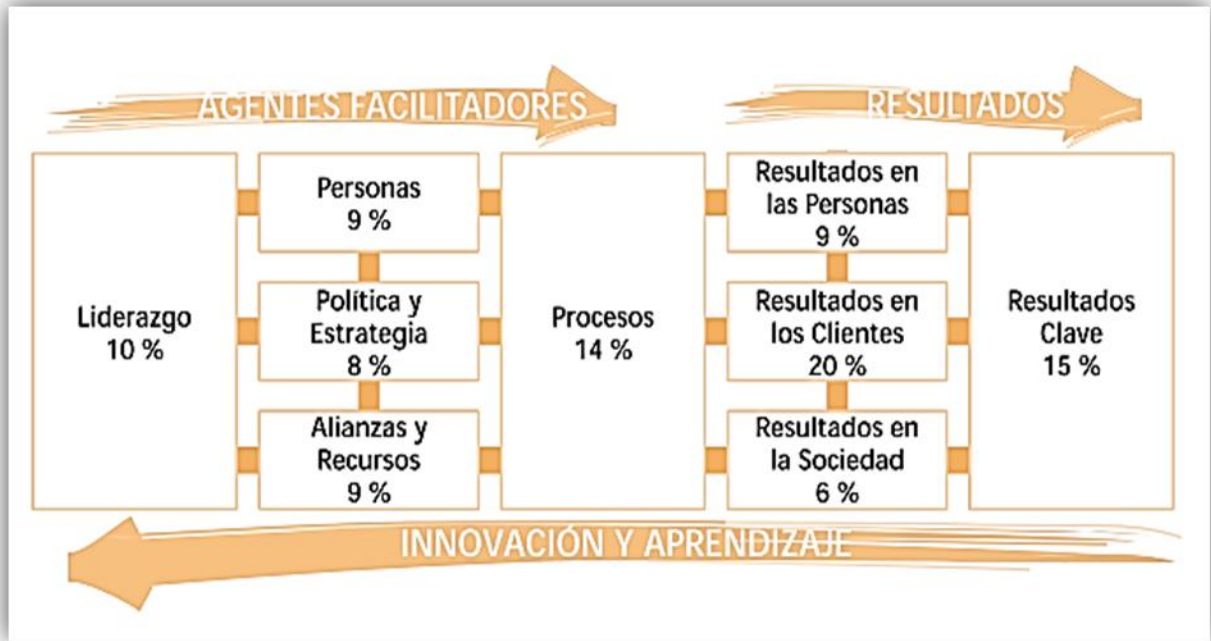 AGENTES FACILITADORES
RESULTADOS
Liderazgo
10 %
Personas
9 %
Política y
Estrategia
8 %
Alianzas y
Recursos
9 %
Procesos
14 %
Resultados en
las Personas
9 %
Resultados en
los Clientes
20 %
Resultados en
la Sociedad
6 %
Resultados
Clave
15 %
INNOVACIÓN Y APRENDIZAJE